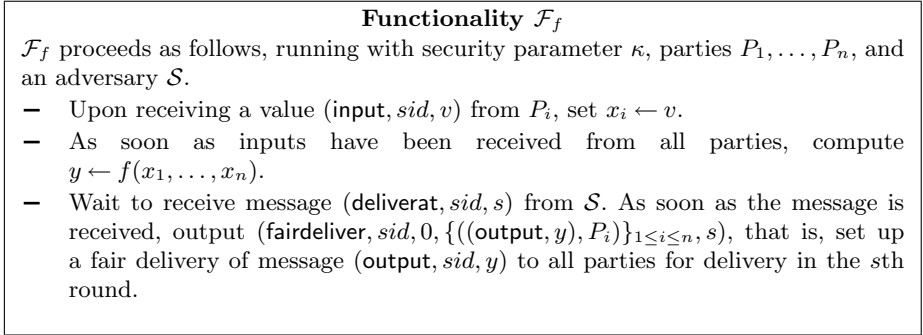 Functionality $\mathcal{F}_f$
$\mathcal{F}_f$ proceeds as follows, running with security parameter $\kappa$, parties $P_1, \ldots, P_n$, and
an adversary $\mathcal{S}$.
– Upon receiving a value (input, $sid$, $v$) from $P_i$, set $x_i \leftarrow v$.
– As soon as inputs have been received from all parties, compute
$y \leftarrow f(x_1, \ldots, x_n)$.
– Wait to receive message (deliverat, $sid$, $s$) from $\mathcal{S}$. As soon as the message is
received, output (fairdeliver, $sid$, 0, $\{((\text{output}, y), P_i)\}_{1 \leq i \leq n}$, $s$), that is, set up
a fair delivery of message (output, $sid$, $y$) to all parties for delivery in the $s$th
round.